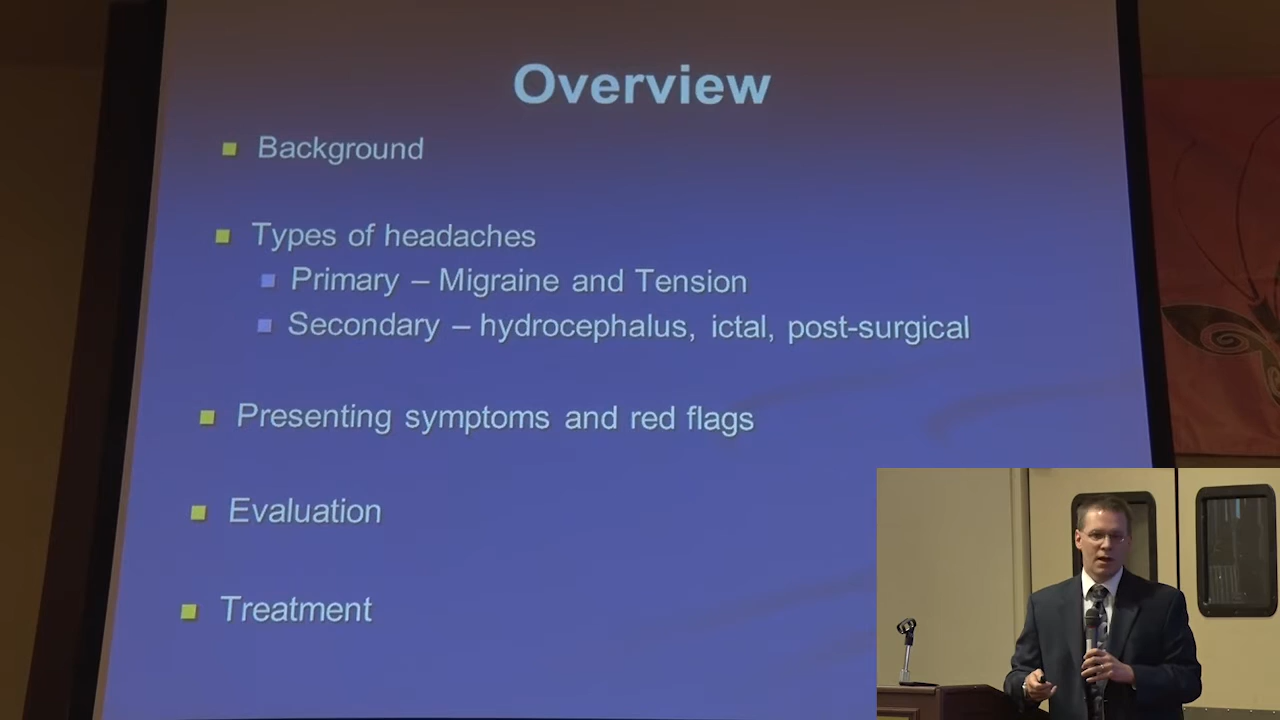 Overview
Background
Types of headaches
Primary – Migraine and Tension
Secondary – hydrocephalus, ictal, post-surgical
Presenting symptoms and red flags
Evaluation
Treatment